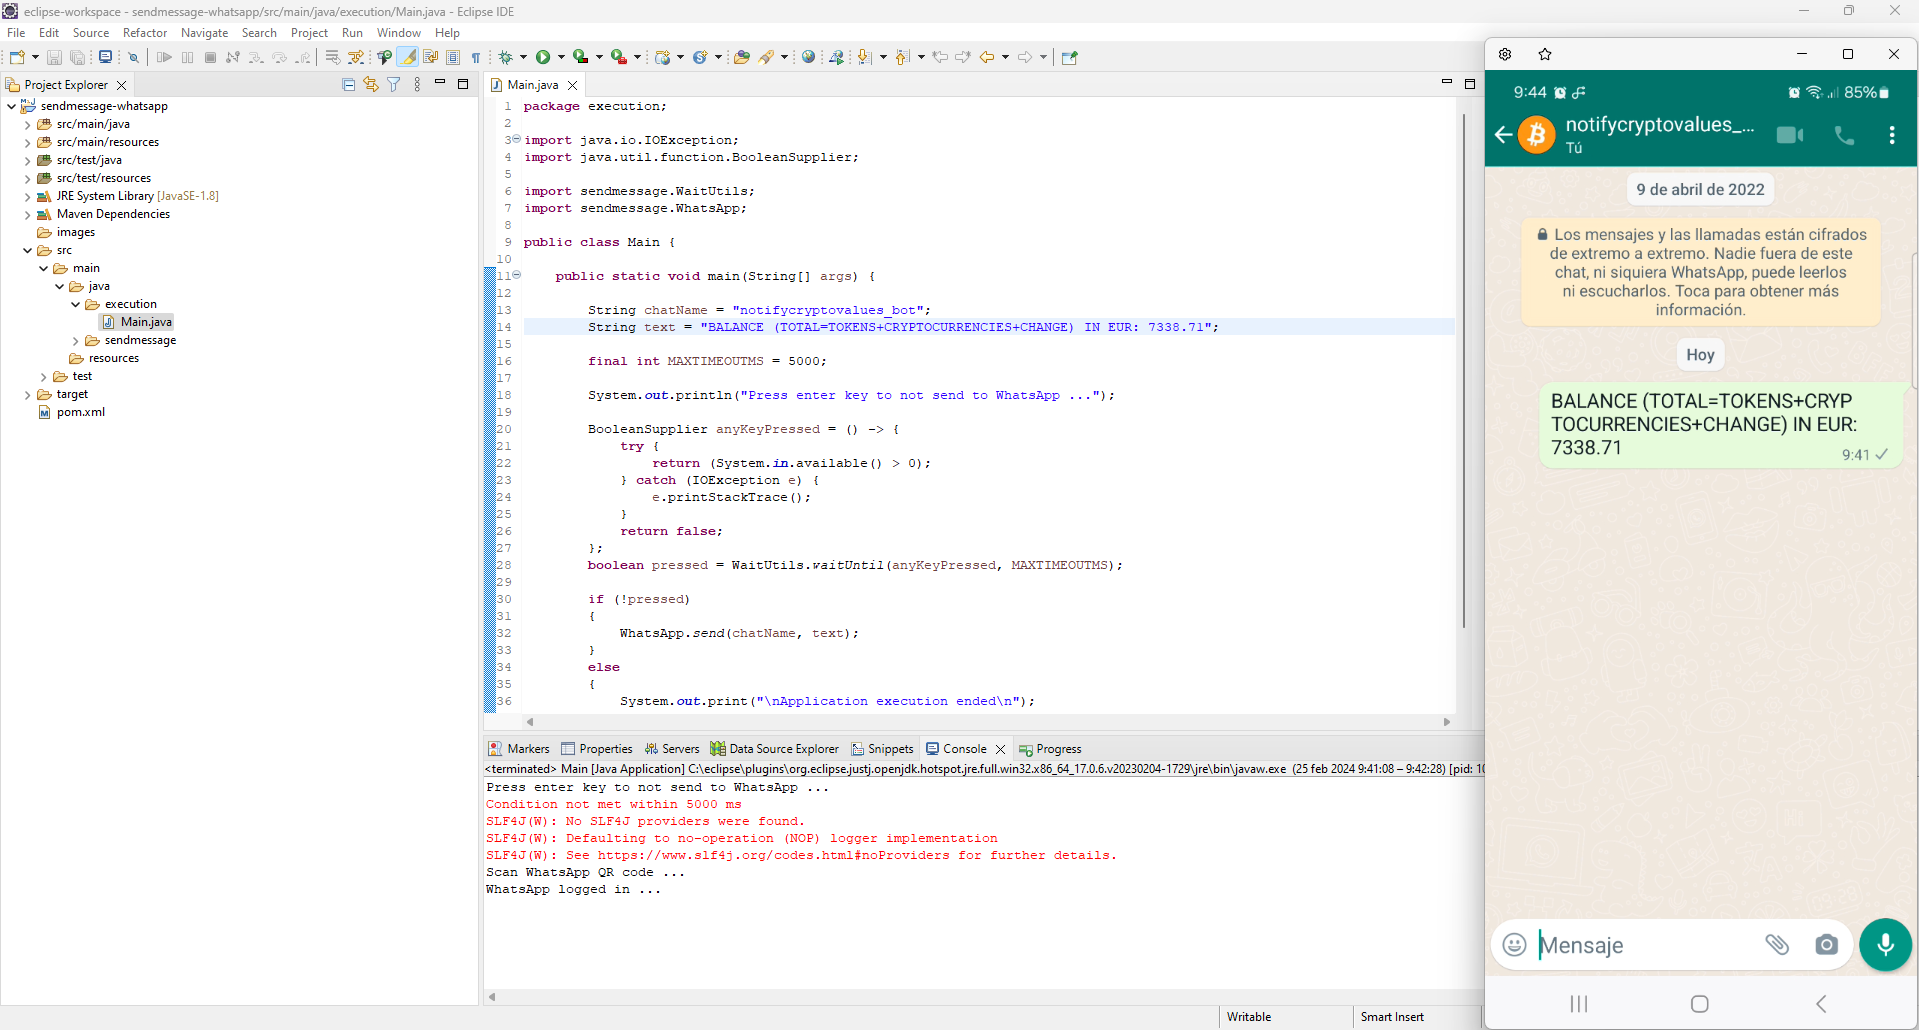 eclipse-workspace - sendmessage-whatsapp/src/main/java/execution/Main.java - Eclipse IDE
File Edit Source Refactor Navigate Search Project Run Window Help
Project Explorer
sendmessage-whatsapp
src/main/java
src/main/resources
src/test/java
src/test/resources
JRE System Library [JavaSE-1.8]
Maven Dependencies
images
src
main
java
execution
Main.java
sendmessage
resources
test
target
pom.xml
Main.java
1 package execution;
2
3 import java.io.IOException;
4 import java.util.function.BooleanSupplier;
5
6 import sendmessage.WaitUtils;
7 import sendmessage.WhatsApp;
8
9 public class Main {
10
11 public static void main(String[] args) {
12
13 String chatName = "notifycryptovalues_bot";
14 String text = "BALANCE (TOTAL=TOKENS+CRYPTOCURRENCIES+CHANGE) IN EUR: 7338.71";
15
16 final int MAXTIMEOUTMS = 5000;
17
18 System.out.println("Press enter key to not send to WhatsApp ...");
19
20 BooleanSupplier anyKeyPressed = () -> {
21 try {
22 return (System.in.available() > 0);
23 } catch (IOException e) {
24 e.printStackTrace();
25 }
26 return false;
27 };
28 boolean pressed = WaitUtils.waitUntil(anyKeyPressed, MAXTIMEOUTMS);
29
30 if (!pressed)
31 {
32 WhatsApp.send(chatName, text);
33 }
34 else
35 {
36 System.out.print("\nApplication execution ended\n");
Markers Properties Servers Data Source Explorer Snippets Console Progress
<terminated> Main [Java Application] C:\eclipse\plugins\org.eclipse.justj.openjdk.hotspot.jre.full.win32.x86_64_17.0.6.v20230204-1729\jre\bin\javaw.exe (25 feb 2024 9:41:08 – 9:42:28) [pid: 10
Press enter key to not send to WhatsApp ...
Condition not met within 5000 ms
SLF4J(W): No SLF4J providers were found.
SLF4J(W): Defaulting to no-operation (NOP) logger implementation
SLF4J(W): See https://www.slf4j.org/codes.html#noProviders for further details.
Scan WhatsApp QR code ...
WhatsApp logged in ...
Writable Smart Insert
9:44 85%
notifycryptovalues_...
Tú
9 de abril de 2022
Los mensajes y las llamadas están cifrados
de extremo a extremo. Nadie fuera de este
chat, ni siquiera WhatsApp, puede leerlos
ni escucharlos. Toca para obtener más
información.
Hoy
BALANCE (TOTAL=TOKENS+CRYP
TOCURRENCIES+CHANGE) IN EUR:
7338.71
9:41
Mensaje